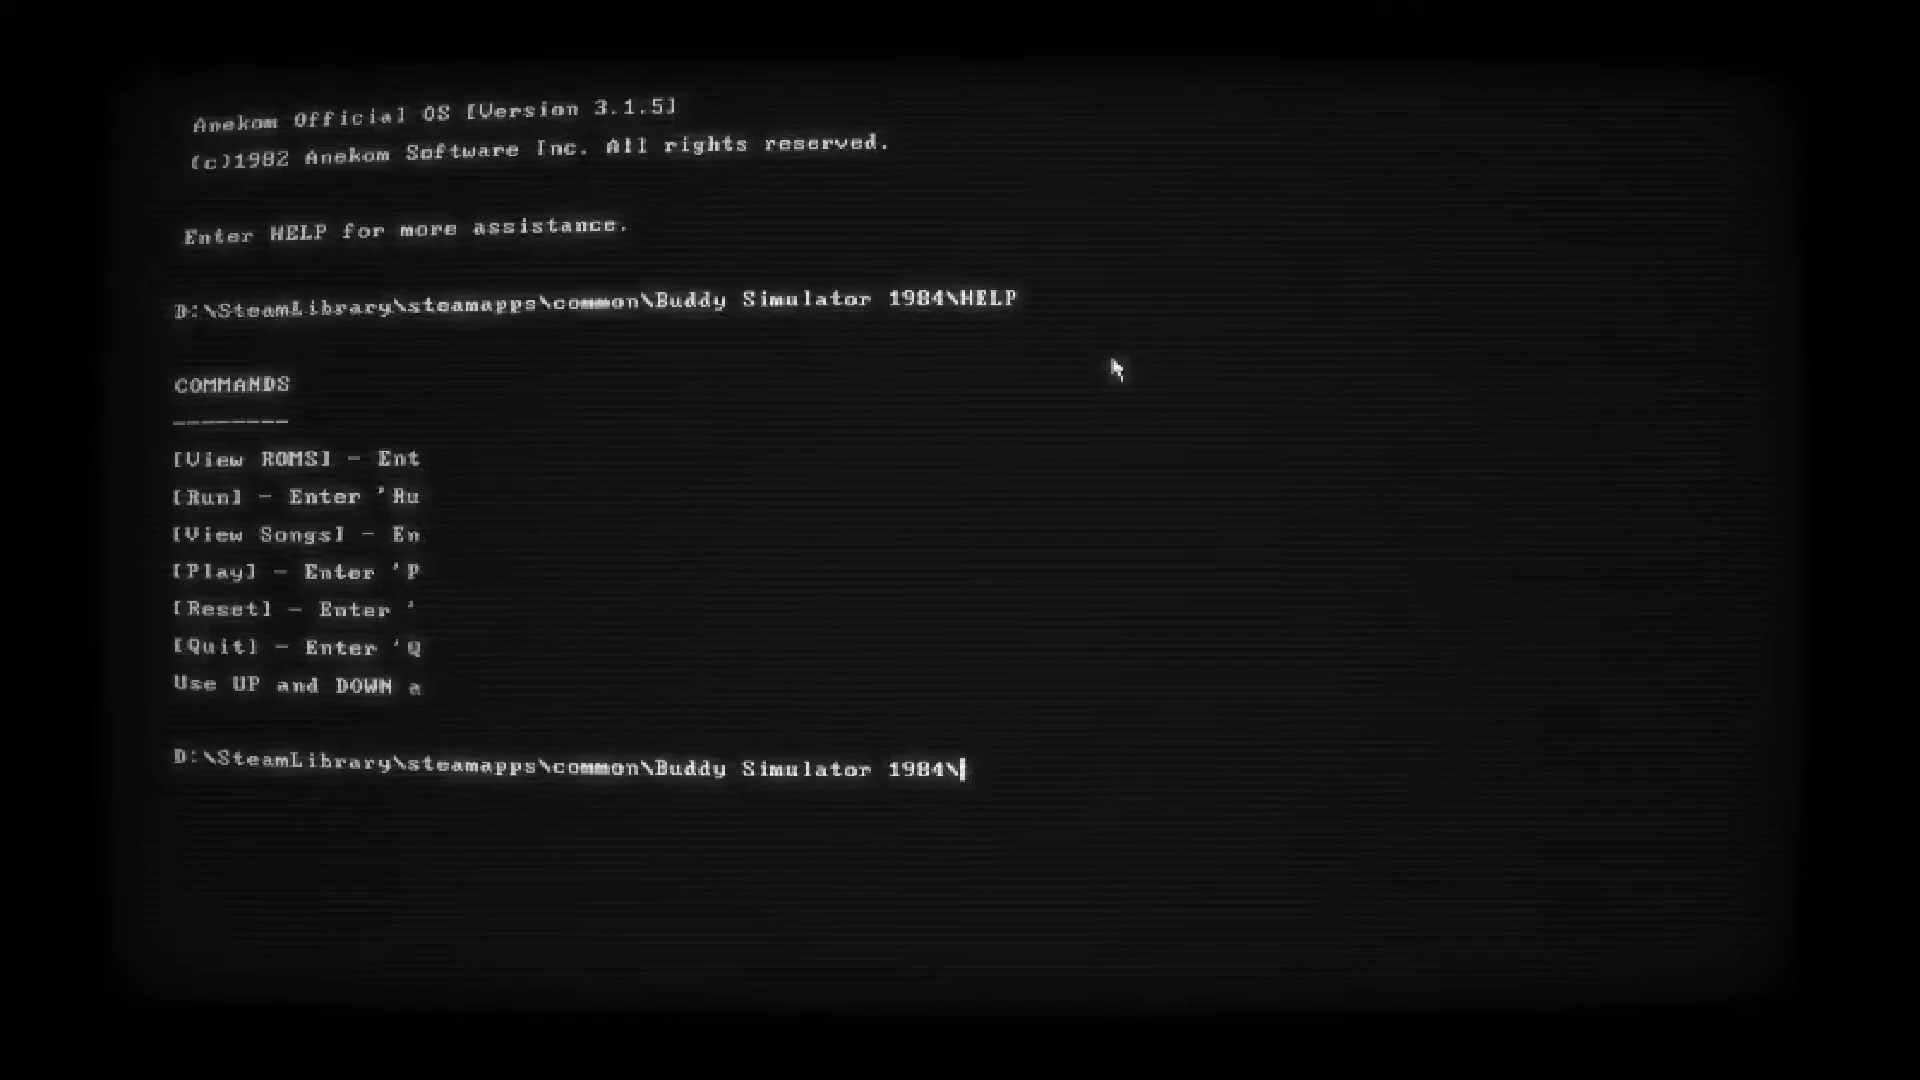 Anekom Official OS [Version 3.1.5]
(c)1982 Anekom Software Inc. All rights reserved.
Enter HELP for more assistance.
D:\SteamLibrary\steamapps\common\Buddy Simulator 1984\HELP
COMMANDS
--------
[View ROMS] - Ent
[Run] - Enter 'Ru
[View Songs] - En
[Play] - Enter 'P
[Reset] - Enter '
[Quit] - Enter 'Q
Use UP and DOWN a
D:\SteamLibrary\steamapps\common\Buddy Simulator 1984\